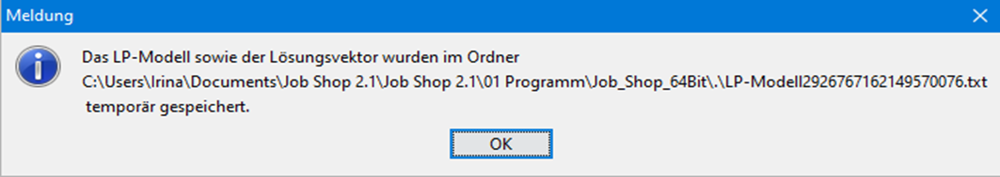 Meldung
Das LP-Modell sowie der Lösungsvektor wurden im Ordner
C:\Users\Irina\Documents\Job Shop 2.1\Job Shop 2.1\01 Programm\Job_Shop_64Bit\.\LP-Modell2926767162149570076.txt
temporär gespeichert.
OK